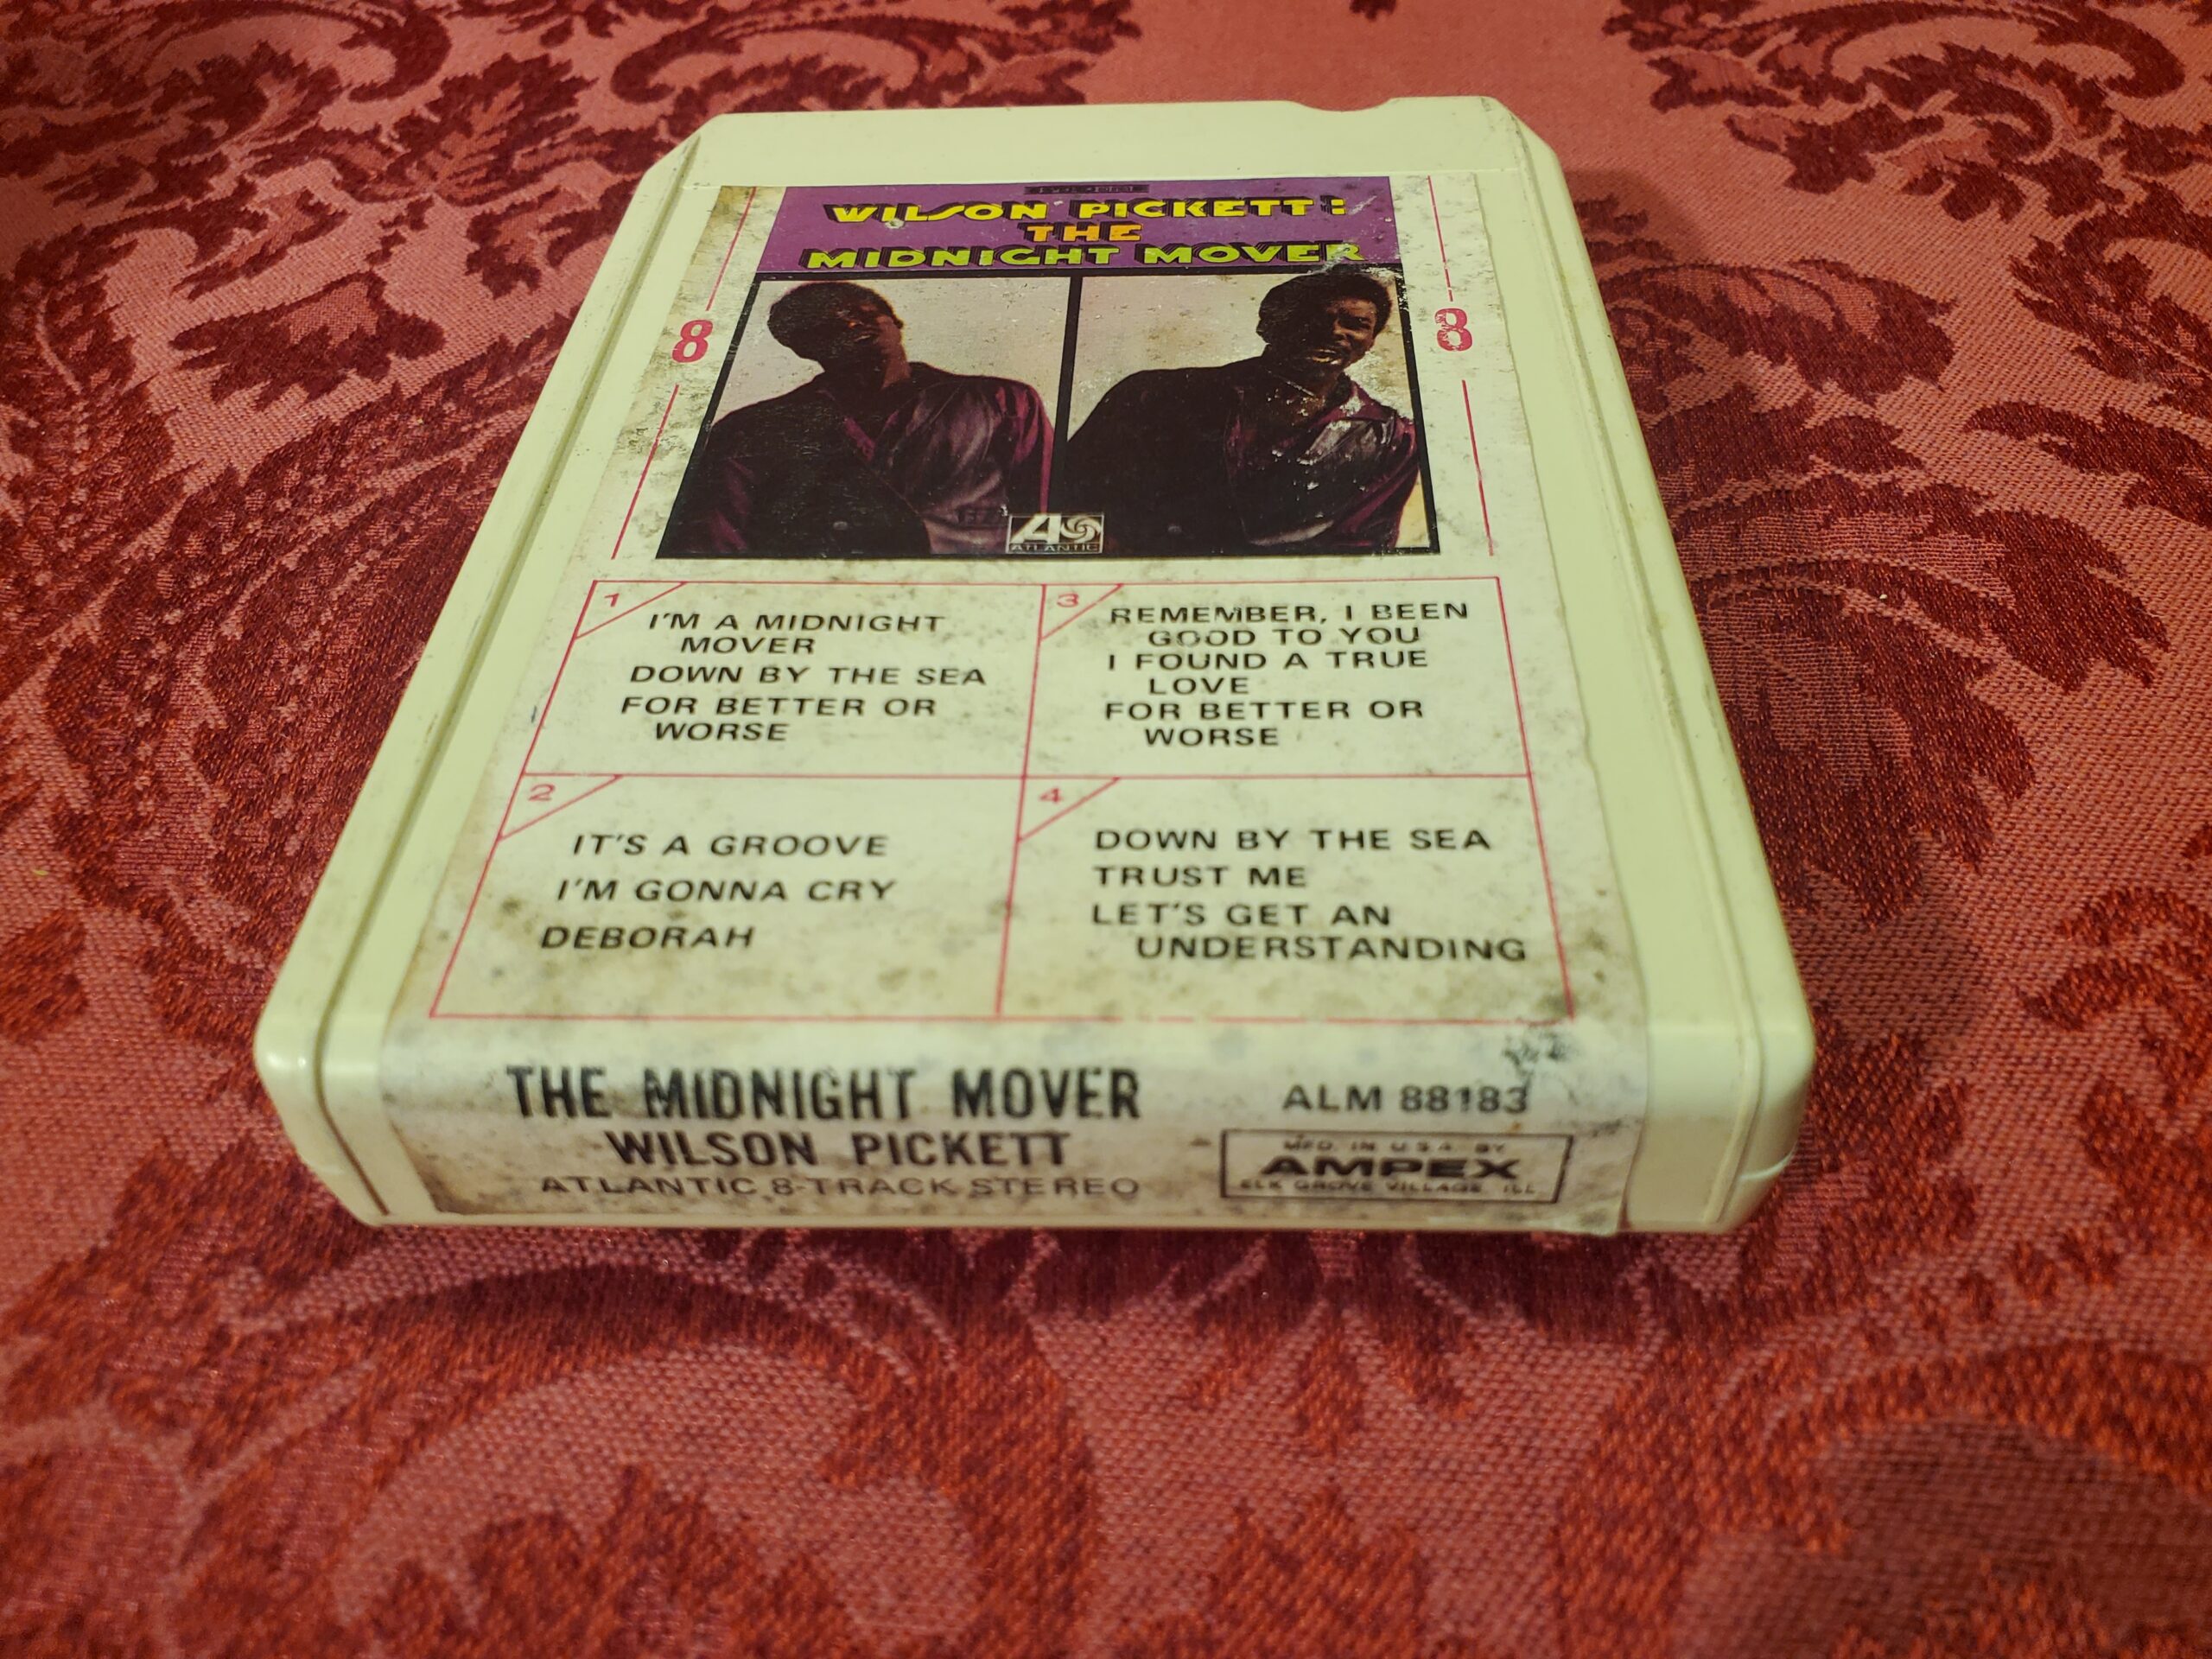 WILSON PICKETT:
THE
MIDNIGHT MOVER
8
8
ATLANTIC
1
I'M A MIDNIGHT
MOVER
DOWN BY THE SEA
FOR BETTER OR
WORSE
2
IT'S A GROOVE
I'M GONNA CRY
DEBORAH
3
REMEMBER, I BEEN
GOOD TO YOU
I FOUND A TRUE
LOVE
FOR BETTER OR
WORSE
4
DOWN BY THE SEA
TRUST ME
LET'S GET AN
UNDERSTANDING
THE MIDNIGHT MOVER
WILSON PICKETT
ATLANTIC 8-TRACK STEREO
ALM 88183
MFD. IN U.S.A. BY
AMPEX
ELK GROVE VILLAGE, ILL